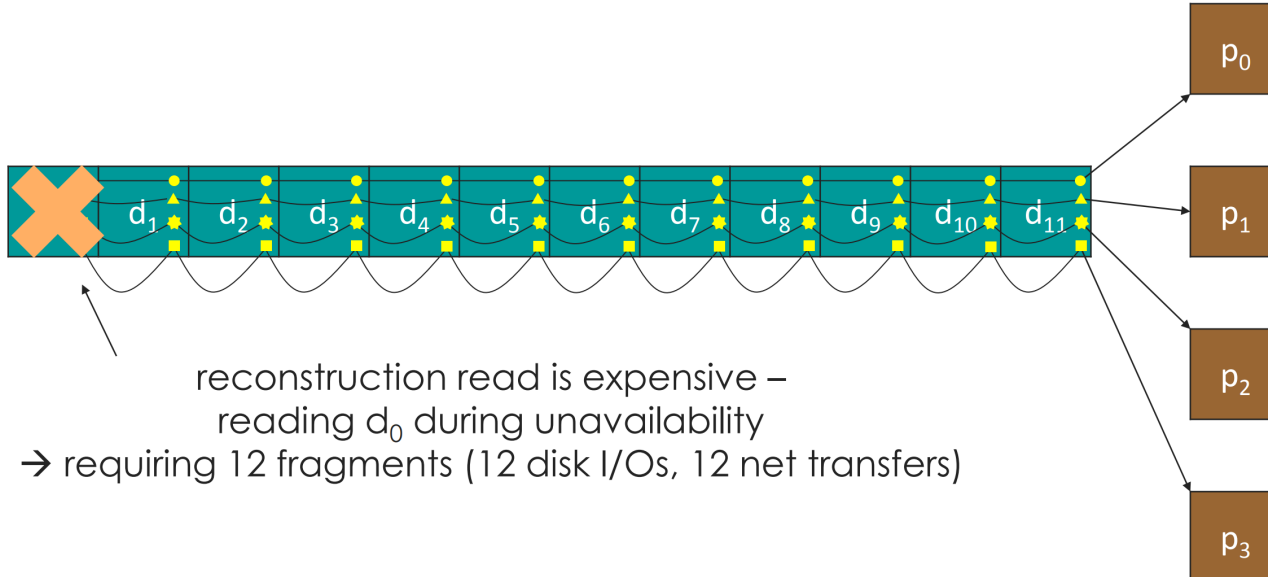 p₀
d₁ d₂ d₃ d₄ d₅ d₆ d₇ d₈ d₉ d₁₀ d₁₁
p₁
p₂
reconstruction read is expensive –
reading d₀ during unavailability
→ requiring 12 fragments (12 disk I/Os, 12 net transfers)
p₃